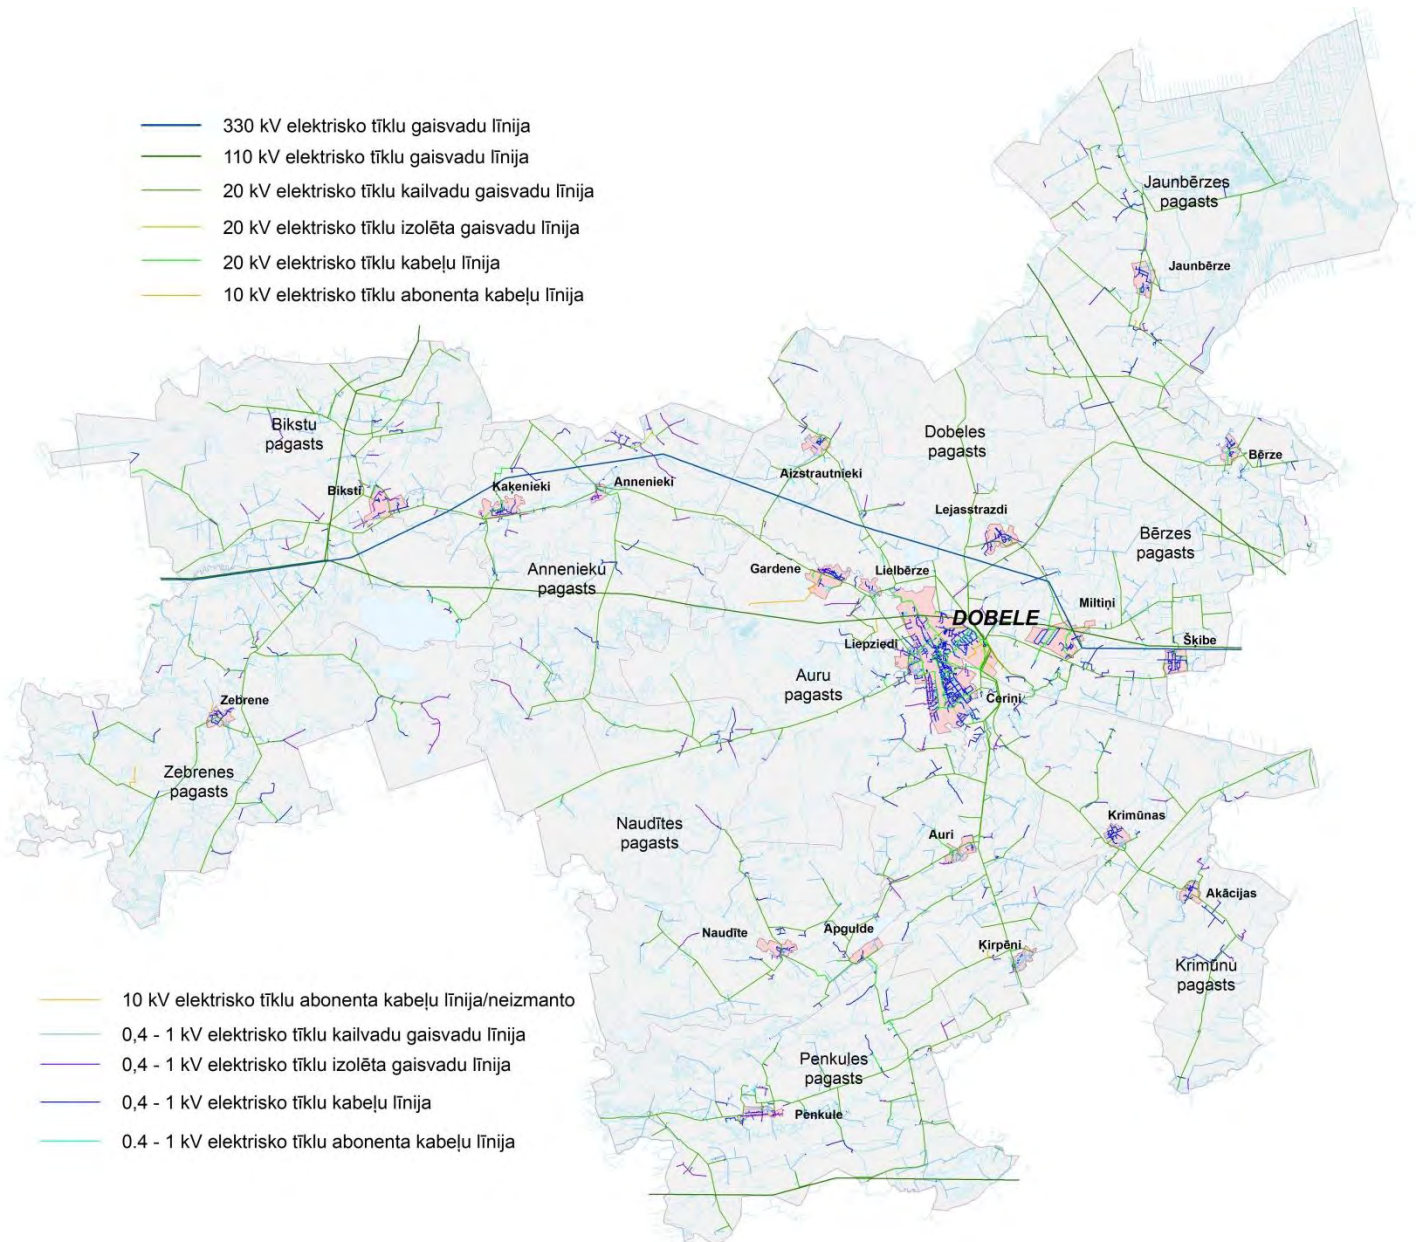 330 kV elektrisko tīklu gaisvadu līnija
110 kV elektrisko tīklu gaisvadu līnija
20 kV elektrisko tīklu kailvadu gaisvadu līnija
20 kV elektrisko tīklu izolēta gaisvadu līnija
20 kV elektrisko tīklu kabeļu līnija
10 kV elektrisko tīklu abonenta kabeļu līnija
Jaunbērzes
pagasts
Jaunbērze
Bikstu
pagasts
Dobeles
pagasts
Bērze
Aizstrautnieki
Biksti
Kaķenieki
Annenieki
Lejasstrazdi
Bērzes
pagasts
Annenieku
pagasts
Gardene
Lielbērze
Miltiņi
DOBELE
Šķibe
Liepziedi
Auru
pagasts
Zebrene
Ceriņi
Zebrenes
pagasts
Naudītes
pagasts
Auri
Krimūnas
Akācijas
Naudīte
Apgulde
Ķirpēni
Krimūnu
pagasts
10 kV elektrisko tīklu abonenta kabeļu līnija/neizmanto
0,4 - 1 kV elektrisko tīklu kailvadu gaisvadu līnija
0,4 - 1 kV elektrisko tīklu izolēta gaisvadu līnija
0,4 - 1 kV elektrisko tīklu kabeļu līnija
0.4 - 1 kV elektrisko tīklu abonenta kabeļu līnija
Penkules
pagasts
Penkule